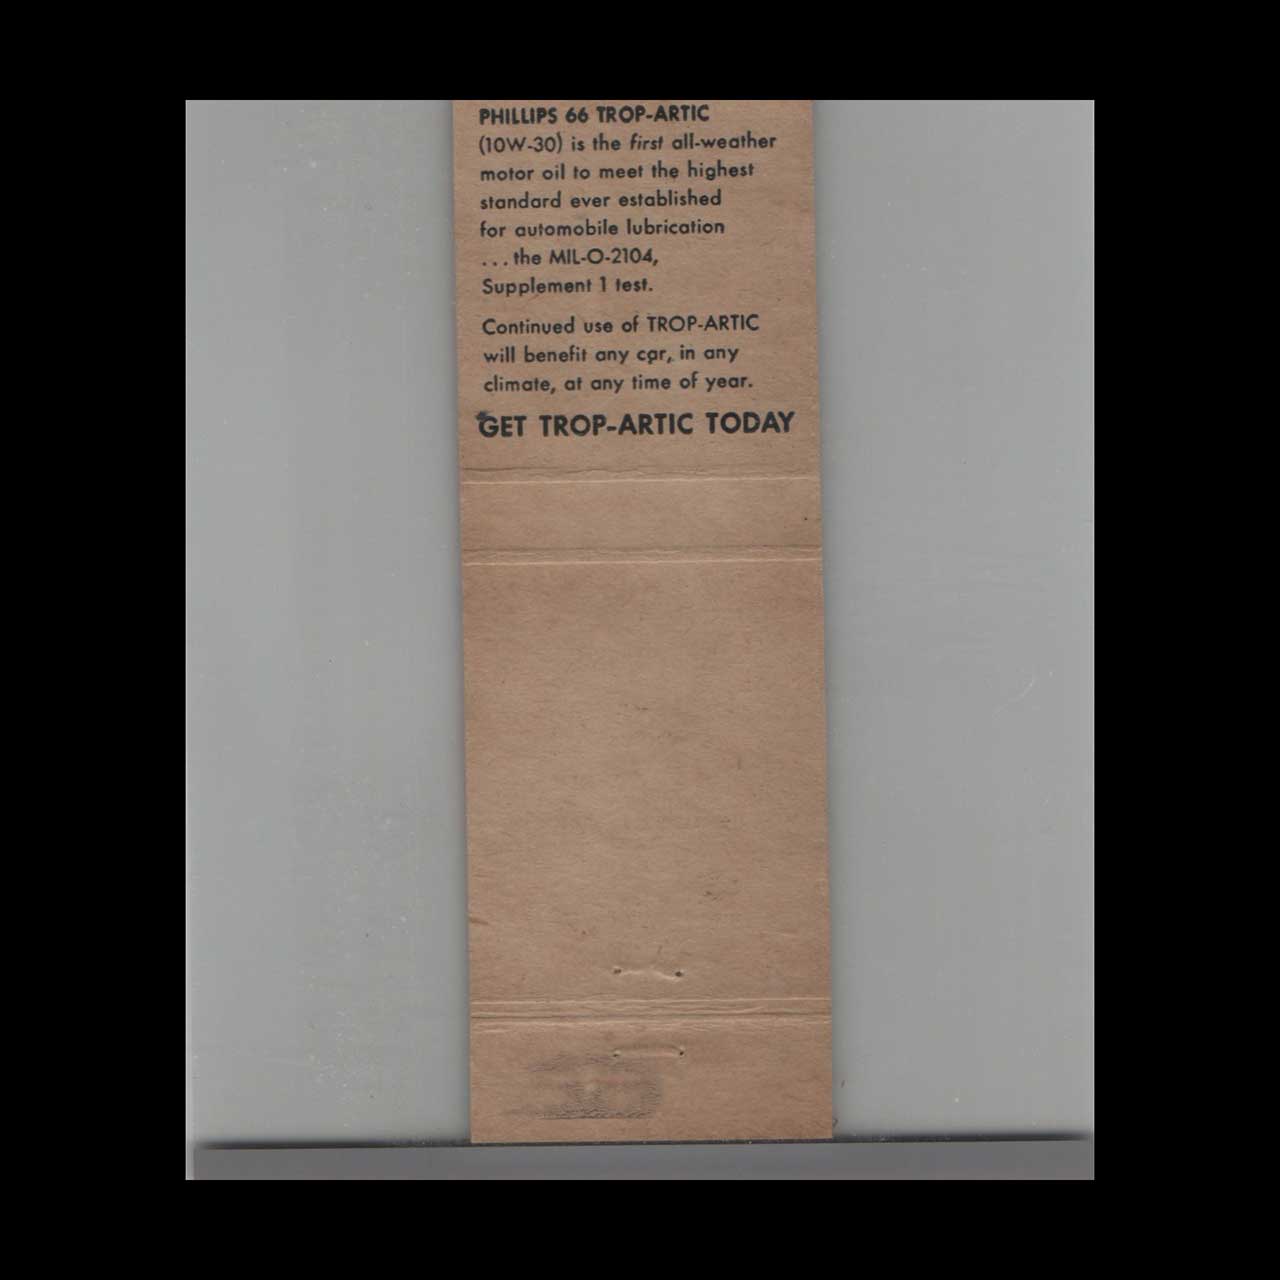 PHILLIPS 66 TROP-ARTIC
(10W-30) is the first all-weather
motor oil to meet the highest
standard ever established
for automobile lubrication
...the MIL-O-2104,
Supplement 1 test.
Continued use of TROP-ARTIC
will benefit any car, in any
climate, at any time of year.
GET TROP-ARTIC TODAY